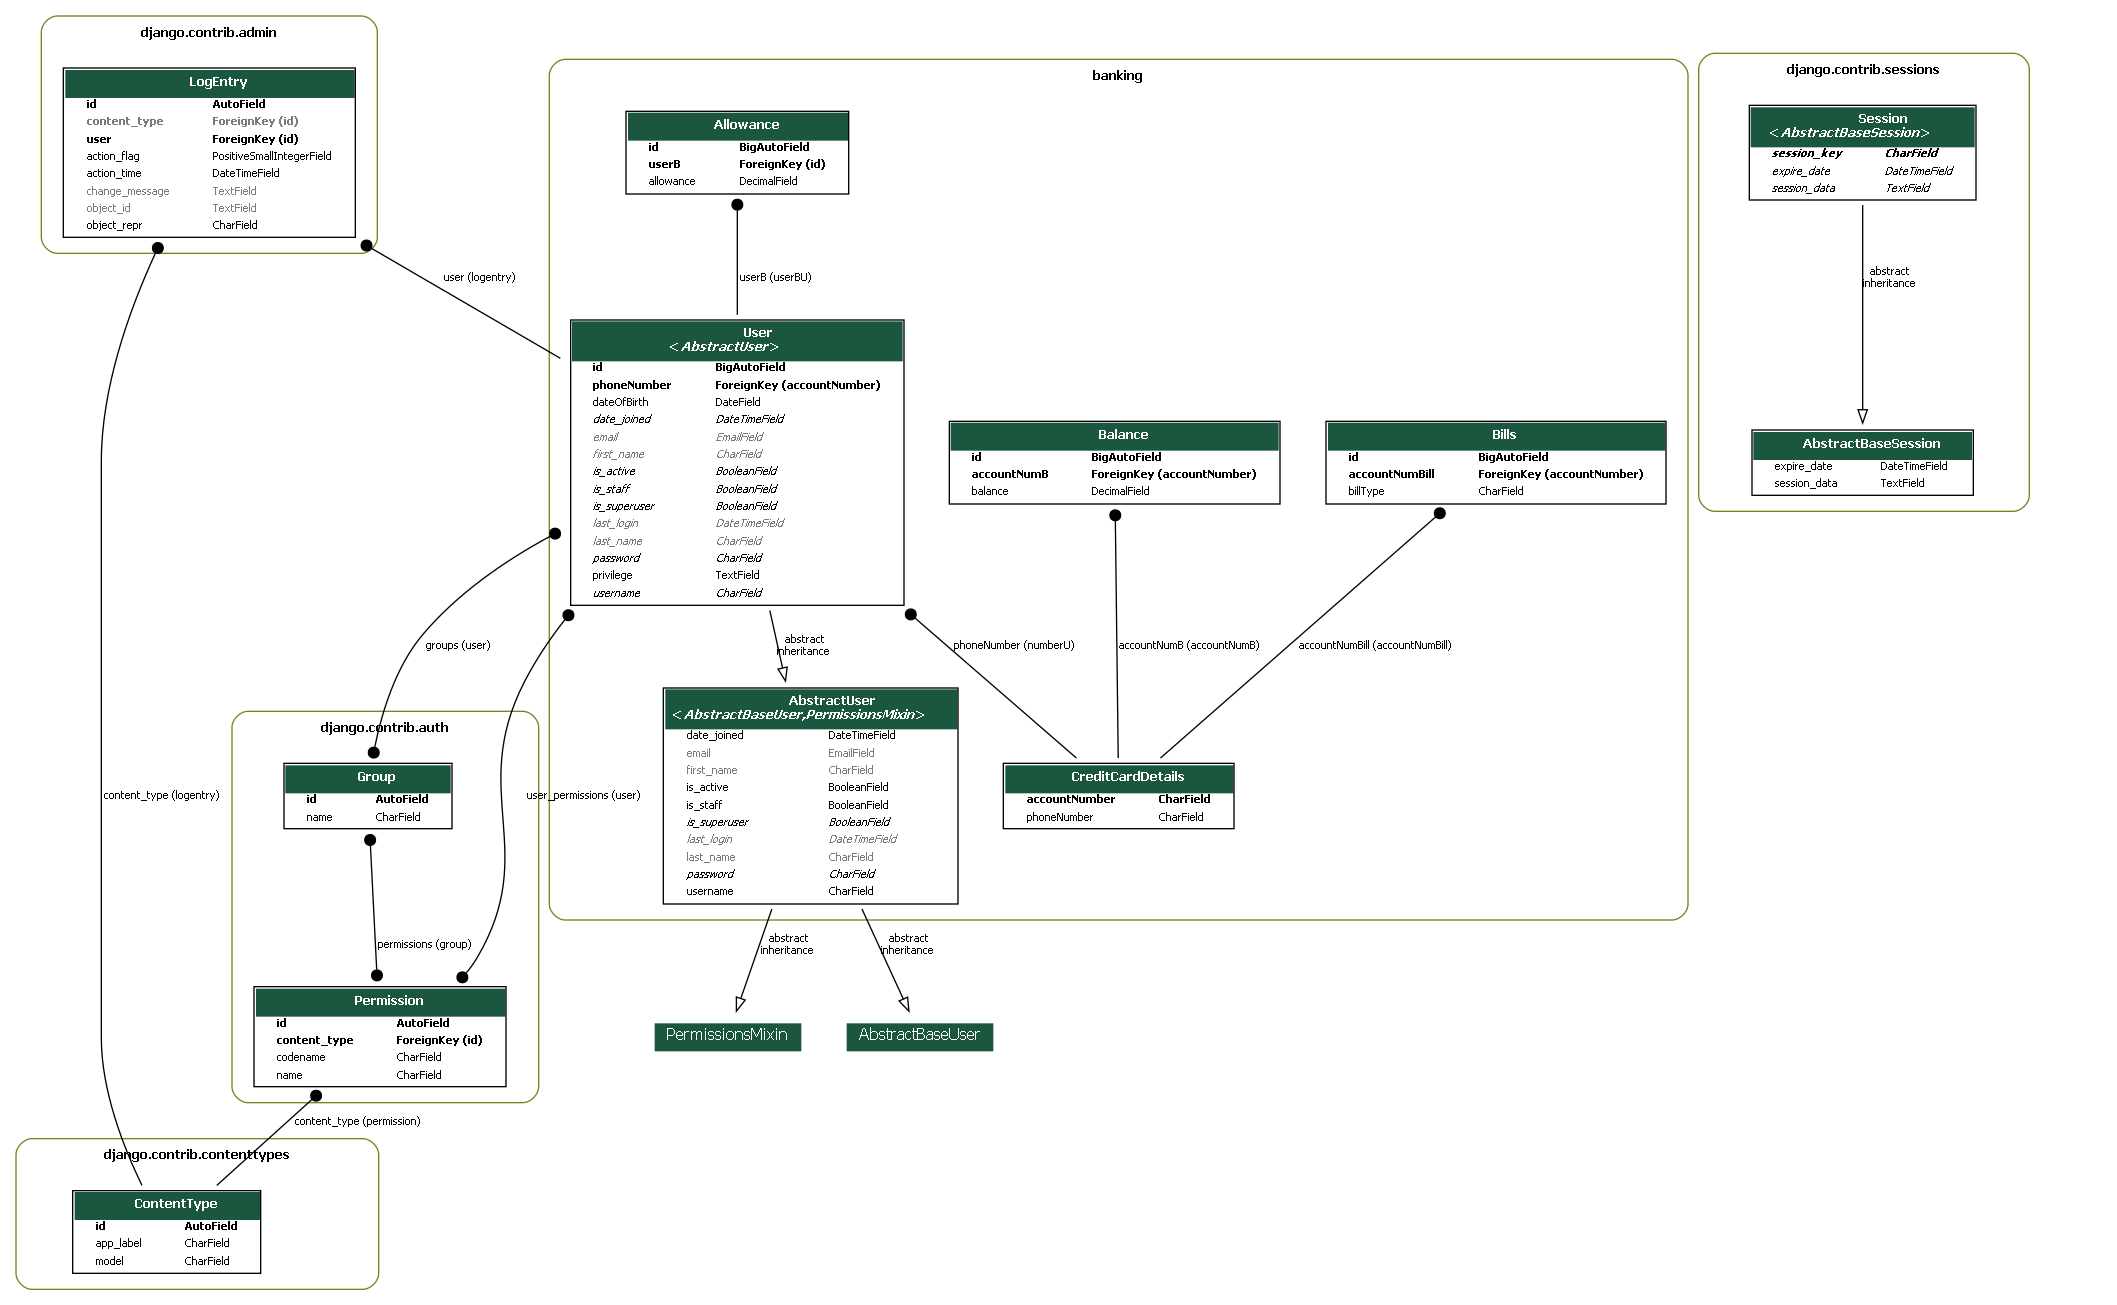 django.contrib.admin
LogEntry
id AutoField
content_type ForeignKey (id)
user ForeignKey (id)
action_flag PositiveSmallIntegerField
action_time DateTimeField
change_message TextField
object_id TextField
object_repr CharField
banking
Allowance
id BigAutoField
userB ForeignKey (id)
allowance DecimalField
django.contrib.sessions
Session
<AbstractBaseSession>
session_key CharField
expire_date DateTimeField
session_data TextField
user (logentry)
userB (userBU)
abstract
inheritance
User
<AbstractUser>
id BigAutoField
phoneNumber ForeignKey (accountNumber)
dateOfBirth DateField
date_joined DateTimeField
email EmailField
first_name CharField
is_active BooleanField
is_staff BooleanField
is_superuser BooleanField
last_login DateTimeField
last_name CharField
password CharField
privilege TextField
username CharField
Balance
id BigAutoField
accountNumB ForeignKey (accountNumber)
balance DecimalField
Bills
id BigAutoField
accountNumBill ForeignKey (accountNumber)
billType CharField
AbstractBaseSession
expire_date DateTimeField
session_data TextField
groups (user)
abstract
inheritance
phoneNumber (numberU)
accountNumB (accountNumB)
accountNumBill (accountNumBill)
django.contrib.auth
Group
id AutoField
name CharField
content_type (logentry)
user_permissions (user)
AbstractUser
<AbstractBaseUser,PermissionsMixin>
date_joined DateTimeField
email EmailField
first_name CharField
is_active BooleanField
is_staff BooleanField
is_superuser BooleanField
last_login DateTimeField
last_name CharField
password CharField
username CharField
CreditCardDetails
accountNumber CharField
phoneNumber CharField
permissions (group)
abstract
inheritance
abstract
inheritance
Permission
id AutoField
content_type ForeignKey (id)
codename CharField
name CharField
PermissionsMixin
AbstractBaseUser
content_type (permission)
django.contrib.contenttypes
ContentType
id AutoField
app_label CharField
model CharField